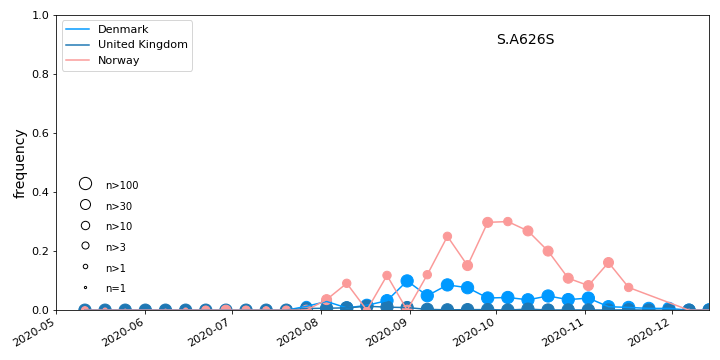 1.0
Denmark
United Kingdom
Norway
S.A626S
0.8
0.6
frequency
0.4
n>100
n>30
n>10
0.2
n>3
n>1
n=1
0.0
2020-05
2020-06
2020-07
2020-08
2020-09
2020-10
2020-11
2020-12